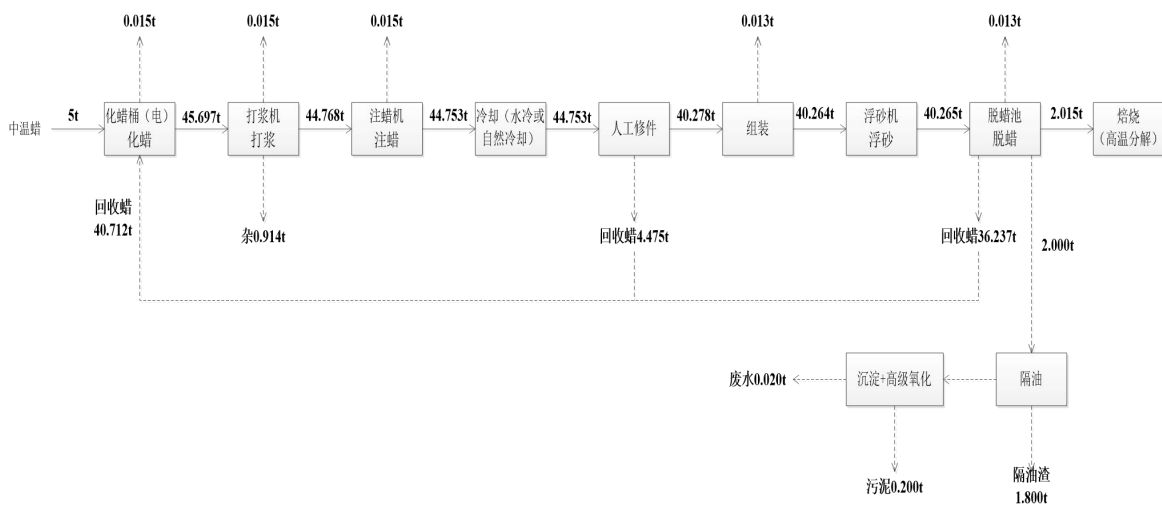 0.015t
0.015t
0.015t
0.013t
0.013t
中温蜡
5t
化蜡桶（电）
化蜡
45.697t
打浆机
打浆
44.768t
注蜡机
注蜡
44.753t
冷却（水冷或
自然冷却）
44.753t
人工修件
40.278t
组装
40.264t
浮砂机
浮砂
40.265t
脱蜡池
脱蜡
2.015t
焙烧
（高温分解）
回收蜡
40.712t
杂0.914t
回收蜡4.475t
回收蜡36.237t
2.000t
废水0.020t
沉淀+高级氧化
隔油
污泥0.200t
隔油渣
1.800t